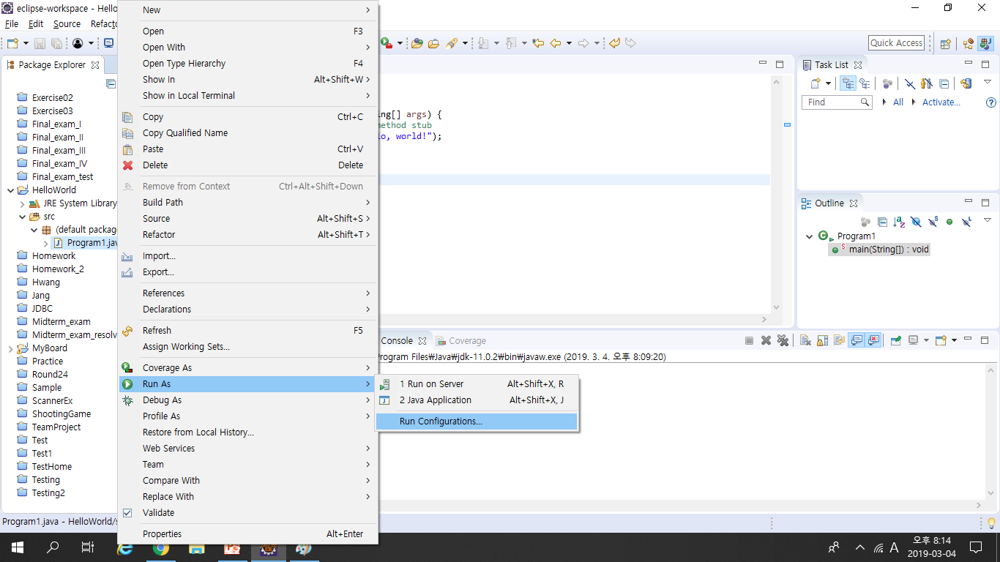 eclipse-workspace - Hello
File Edit Source Refacto
Quick Access
Package Explorer
Exercise02
Exercise03
Final_exam_I
Final_exam_II
Final_exam_III
Final_exam_IV
Final_exam_test
HelloWorld
JRE System Library
src
(default package
Program1.jav
Homework
Homework_2
Hwang
Jang
JDBC
Midterm_exam
Midterm_exam_resolv
MyBoard
Practice
Round24
Sample
ScannerEx
ShootingGame
TeamProject
Test
Test1
TestHome
Testing
Testing2
New
Open F3
Open With
Open Type Hierarchy F4
Show In Alt+Shift+W
Show in Local Terminal
Copy Ctrl+C
Copy Qualified Name
Paste Ctrl+V
Delete Delete
Remove from Context Ctrl+Alt+Shift+Down
Build Path
Source Alt+Shift+S
Refactor Alt+Shift+T
Import...
Export...
References
Declarations
Refresh F5
Assign Working Sets...
Coverage As
Run As
Debug As
Profile As
Restore from Local History...
Web Services
Team
Compare With
Replace With
Validate
Properties Alt+Enter
1 Run on Server Alt+Shift+X, R
2 Java Application Alt+Shift+X, J
Run Configurations...
ing[] args) {
method stub
lo, world!");
Console Coverage
Program Files₩Java₩jdk-11.0.2₩bin₩javaw.exe (2019. 3. 4. 오후 8:09:20)
Task List
Find All Activate...
Outline
Program1
main(String[]) : void
Program1.java - HelloWorld/s
A
오후 8:14
2019-03-04